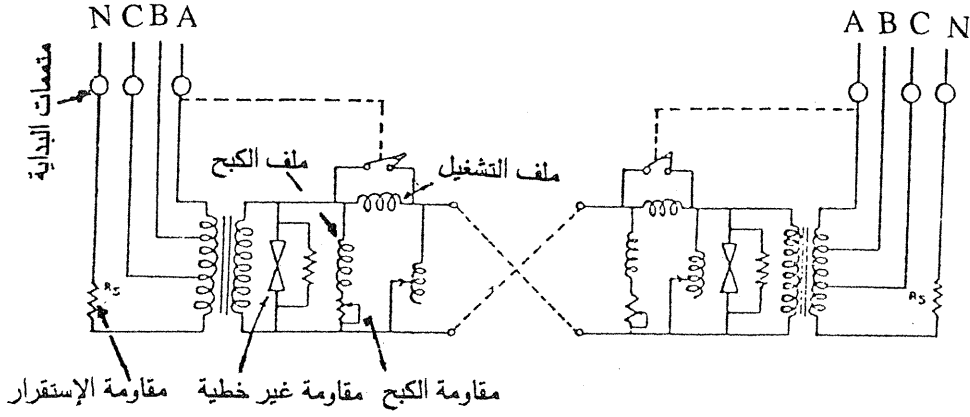 N C B A
A B C N
متممات البداية
ملف الكبح
ملف التشغيل
RS
RS
مقاومة الإستقرار
مقاومة غير خطية
مقاومة الكبح